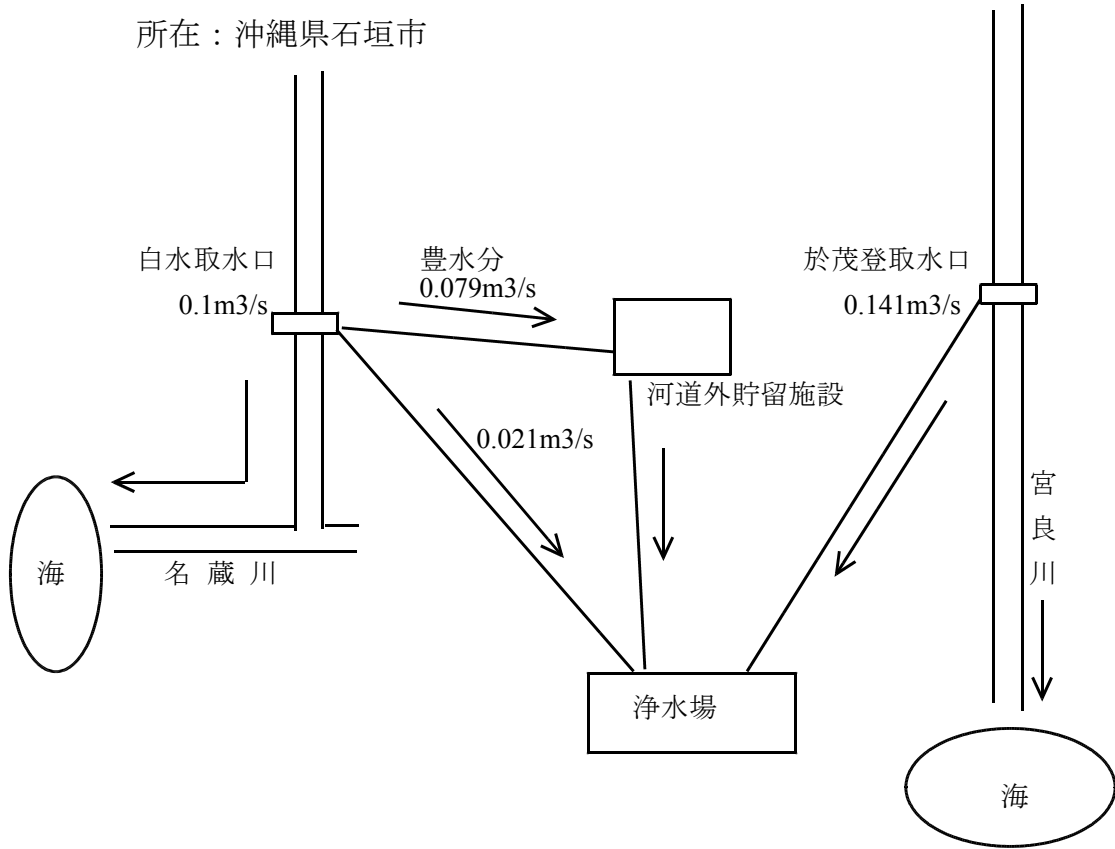 所在：沖縄県石垣市
白水取水口
0.1m3/s
豊水分
0.079m3/s
於茂登取水口
0.141m3/s
河道外貯留施設
0.021m3/s
海
名蔵川
宮良川
浄水場
海